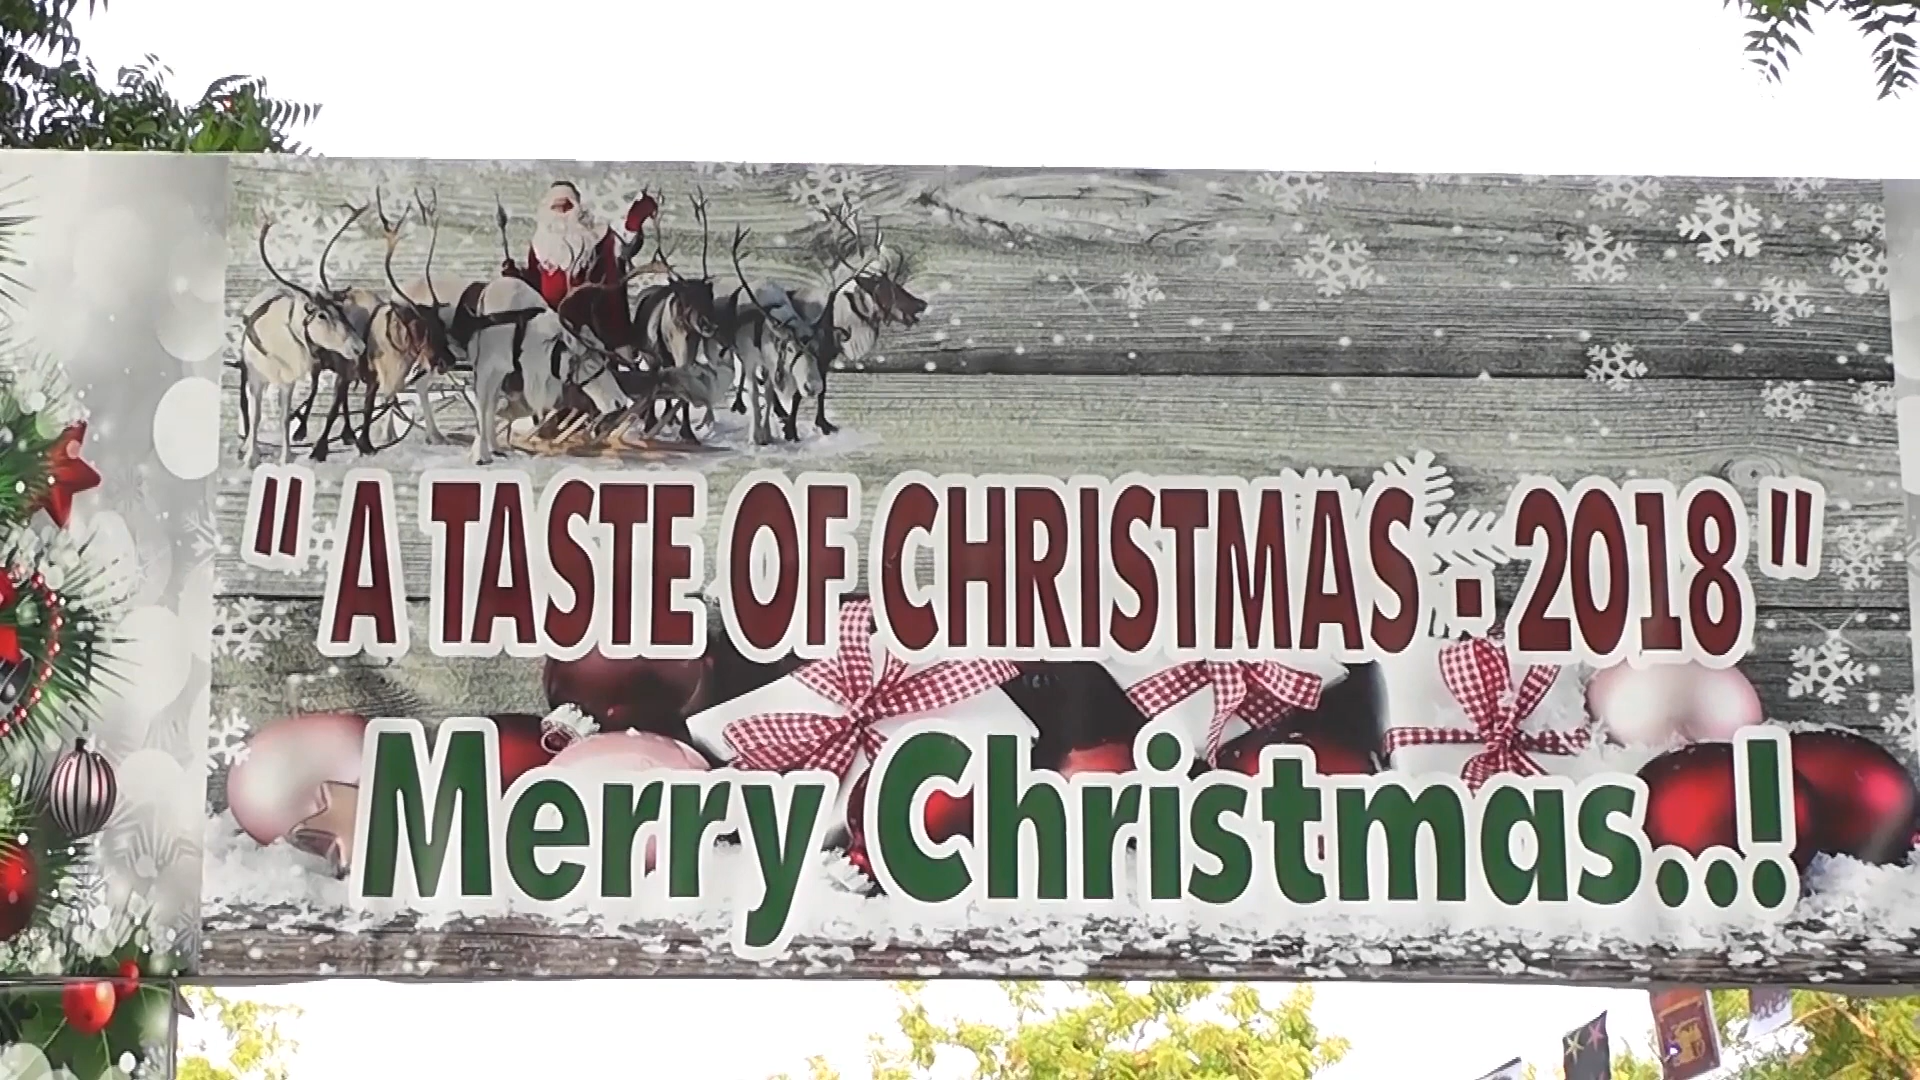 " A TASTE OF CHRISTMAS - 2018 "
Merry Christmas...!